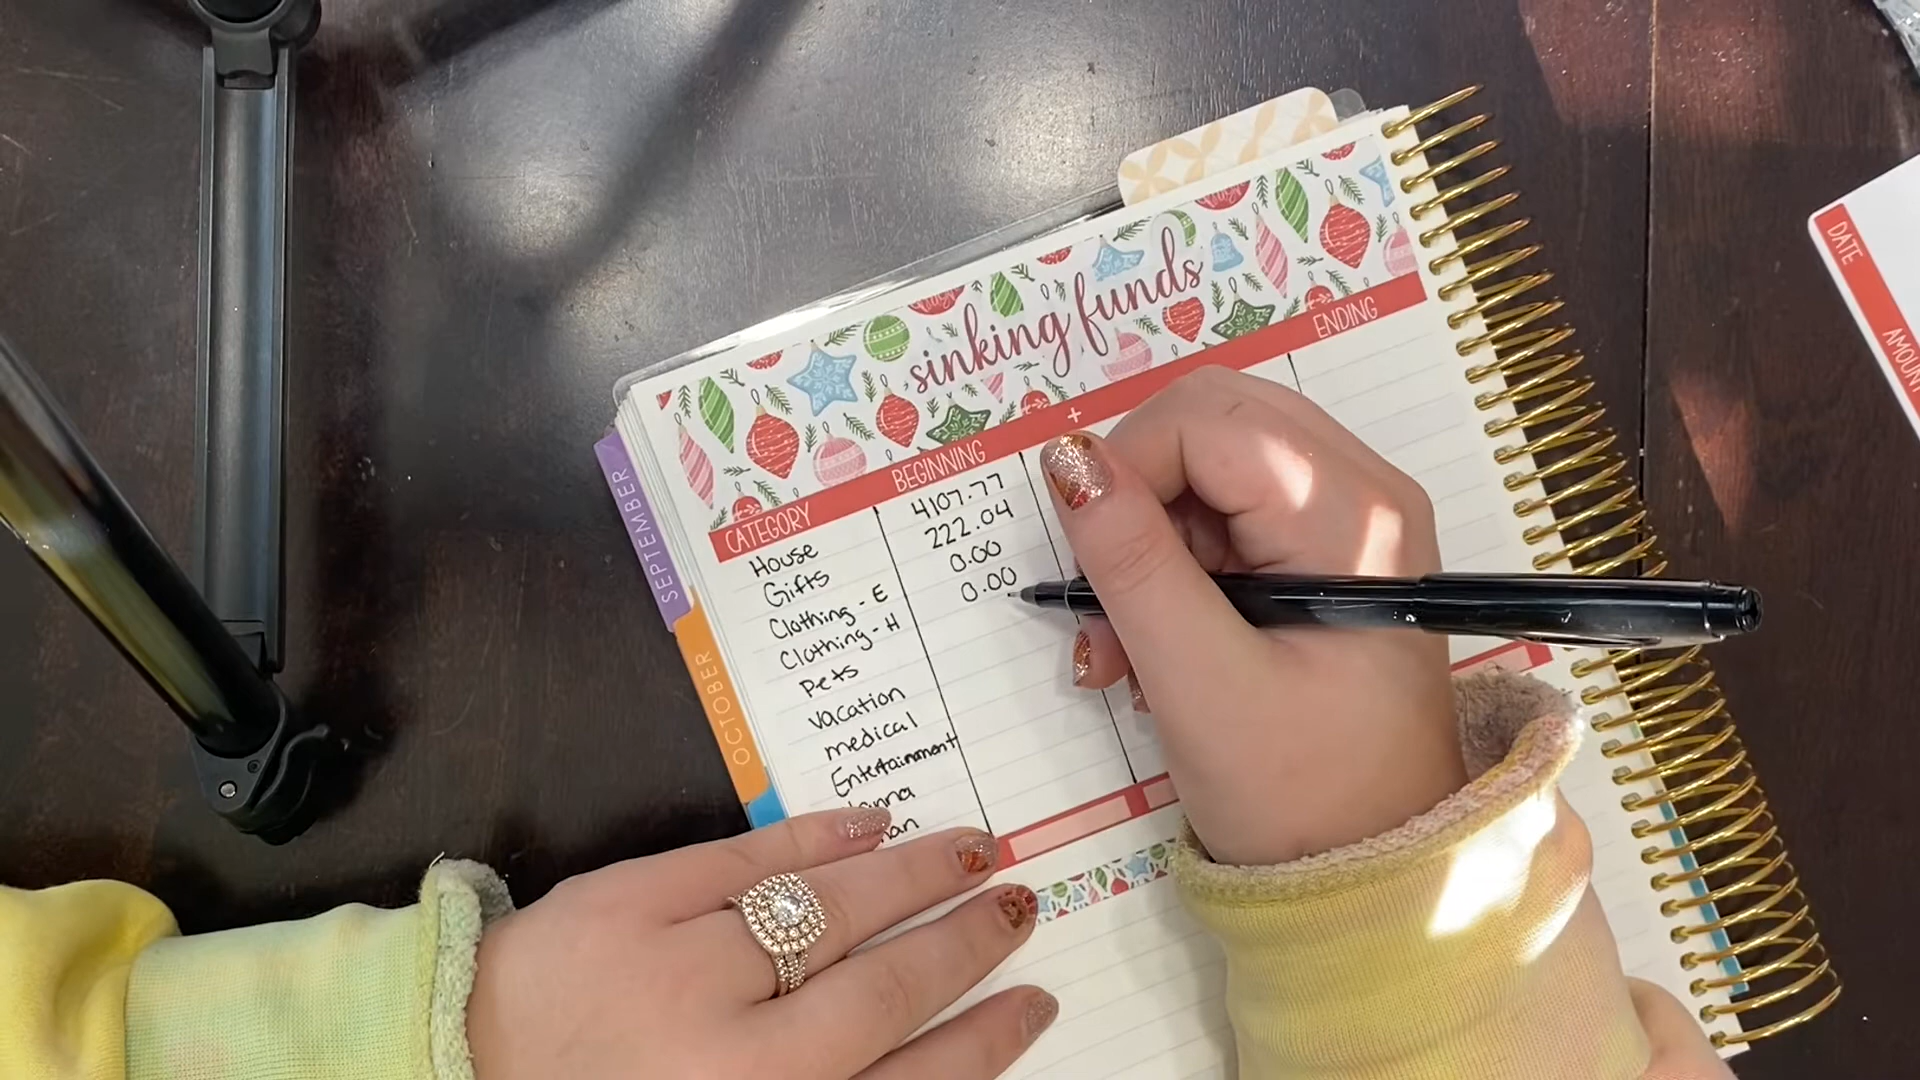 sinking funds
CATEGORY BEGINNING + ENDING
House 4107.77
Gifts 222.04
Clothing - E 0.00
Clothing - H 0.00
Pets
vacation
medical
Entertainment
SEPTEMBER
OCTOBER
DATE
AMOUNT